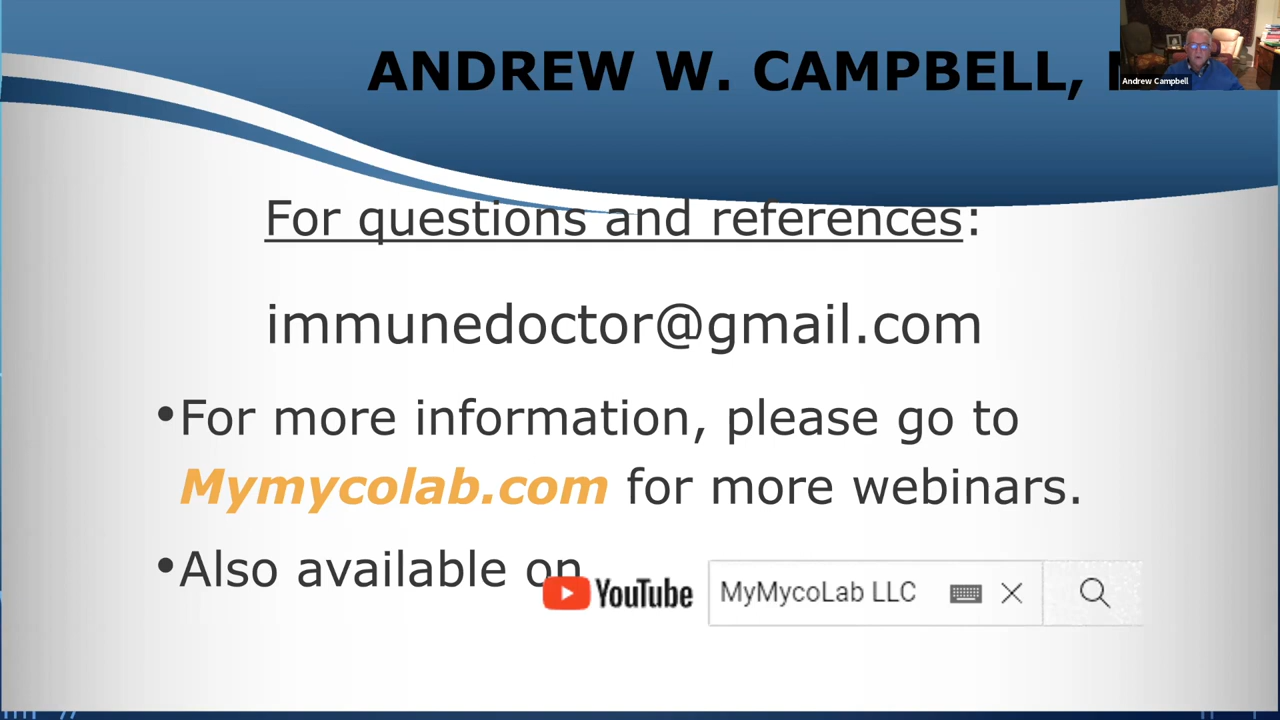 ANDREW W. CAMPBELL,
Andrew Campbell
For questions and references:
immunedoctor@gmail.com
•For more information, please go to
Mymycolab.com for more webinars.
•Also available on
YouTube MyMycoLab LLC